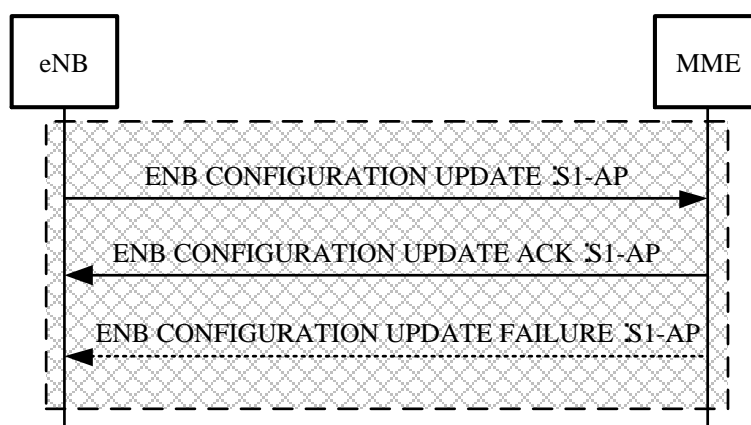 eNB
MME
ENB CONFIGURATION UPDATE :S1-AP
ENB CONFIGURATION UPDATE ACK :S1-AP
ENB CONFIGURATION UPDATE FAILURE :S1-AP